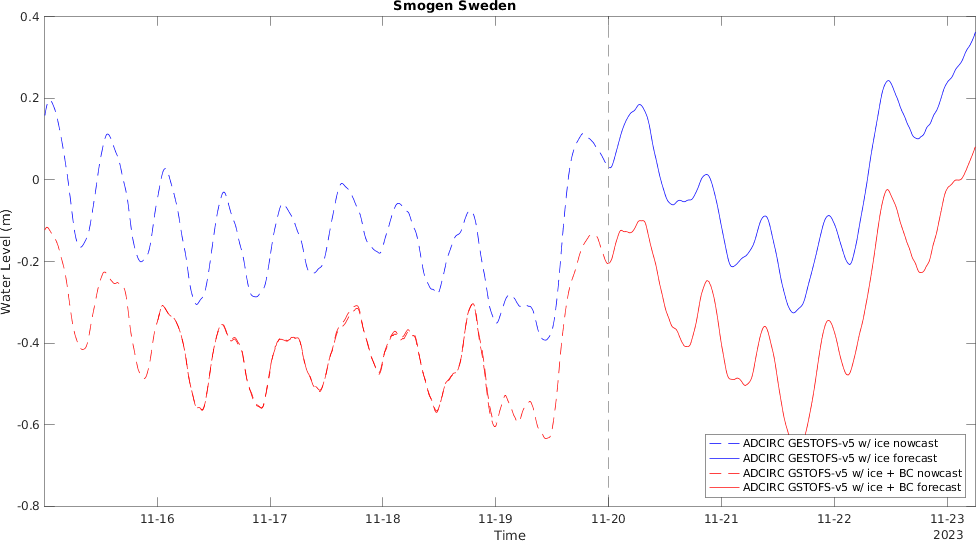 Smogen Sweden
0.4
0.2
0
-0.2
-0.4
-0.6
-0.8
Water Level (m)
ADCIRC GESTOFS-v5 w/ ice nowcast
ADCIRC GESTOFS-v5 w/ ice forecast
ADCIRC GSTOFS-v5 w/ ice + BC nowcast
ADCIRC GSTOFS-v5 w/ ice + BC forecast
11-16 11-17 11-18 11-19 11-20 11-21 11-22 11-23
2023
Time